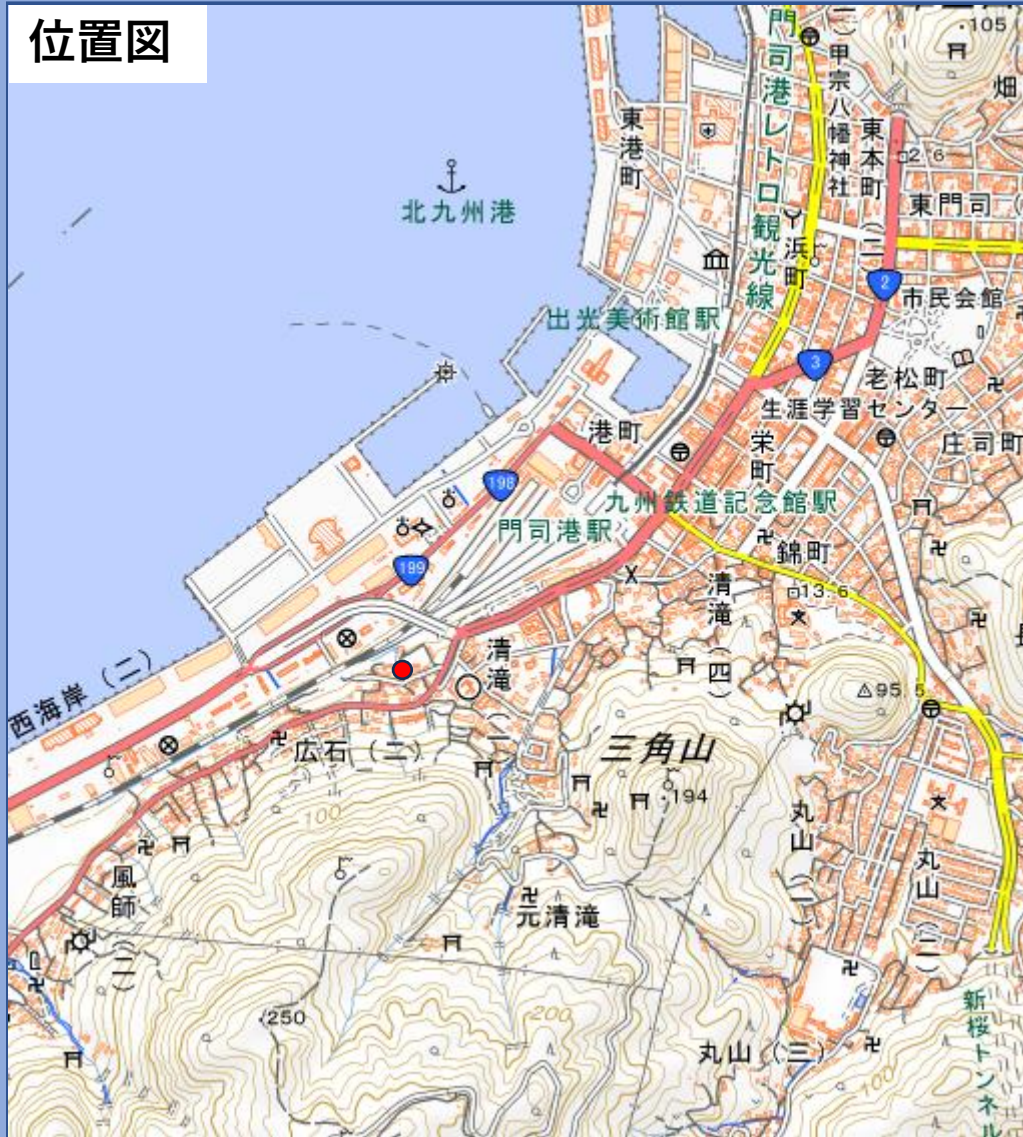 位置図
・105
畑
門司港レトロ観光線
甲宗八幡神社
東本町(二)
東港町
2.6
東門司(
北九州港
浜町
2
市民会館
出光美術館駅
3
老松町
生涯学習センター
港町
栄町
庄司町
198
九州鉄道記念館駅
門司港駅
錦町
199
清滝(四)
13.6
清滝(一)
95.5
西海岸(二)
広石(二)
三角山
・194
100
丸山(一)
丸山(二)
風師(二)
元清滝
250
200
新桜トンネル
丸山(三)
100